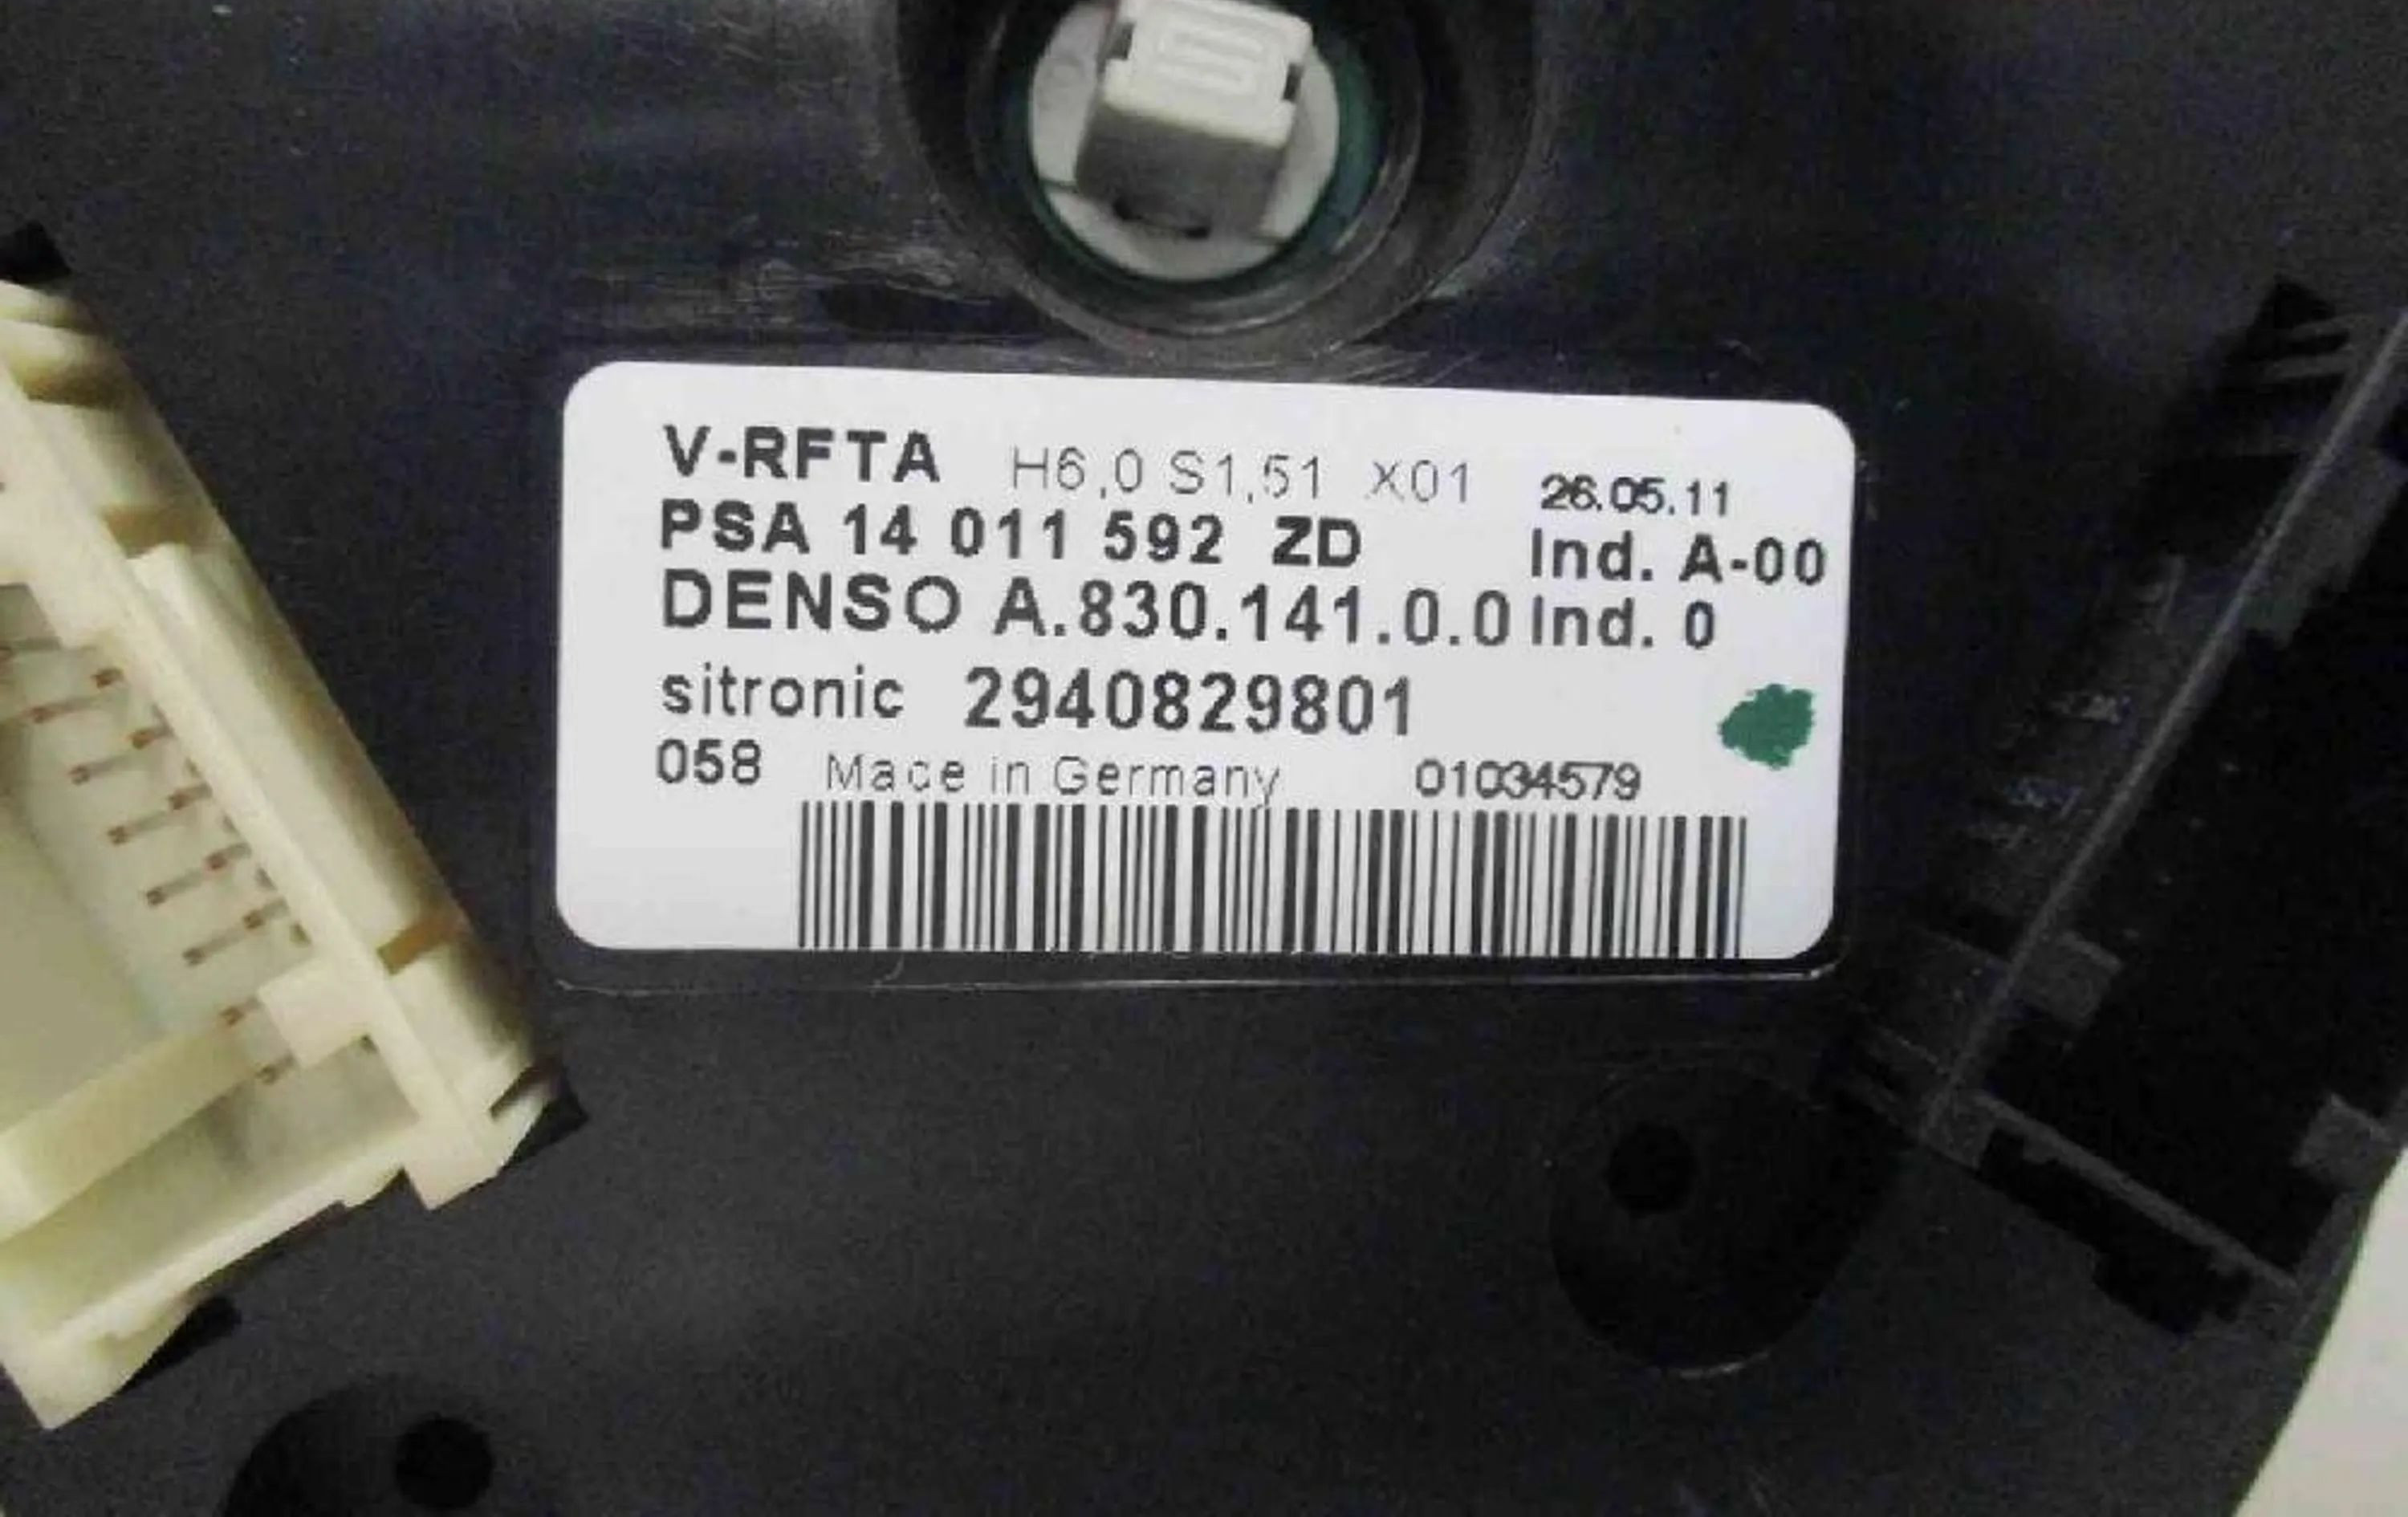 V-RFTA H6,0 S1,51 X01 26.05.11
PSA 14 011 592 ZD Ind. A-00
DENSO A.830.141.0.0 Ind. 0
sitronic 2940829801
058 Made in Germany 01034579